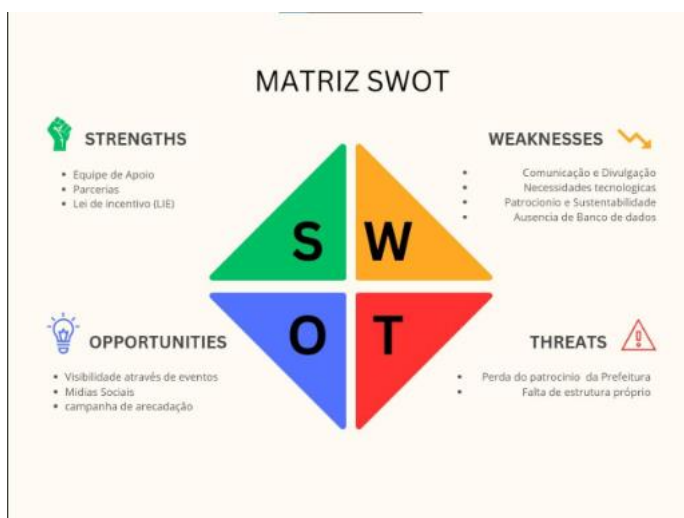 MATRIZ SWOT
STRENGTHS
Equipe de Apoio
Parcerias
Lei de incentivo (LIE)
WEAKNESSES
Comunicação e Divulgação
Necessidades tecnologicas
Patrocionio e Sustentabilidade
Ausencia de Banco de dados
S W
O T
OPPORTUNITIES
Visibilidade através de eventos
Midias Sociais
campanha de arecadação
THREATS
Perda do patrocinio da Prefeitura
Falta de estrutura próprio